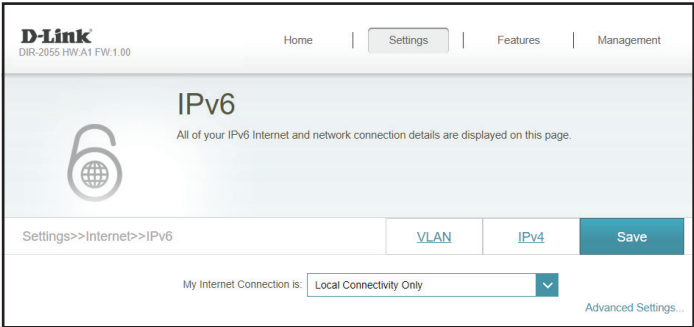 D-Link
DIR-2055 HW:A1 FW:1.00
Home
Settings
Features
Management
IPv6
All of your IPv6 Internet and network connection details are displayed on this page.
Settings>>Internet>>IPv6
VLAN
IPv4
Save
My Internet Connection is:
Local Connectivity Only
Advanced Settings...